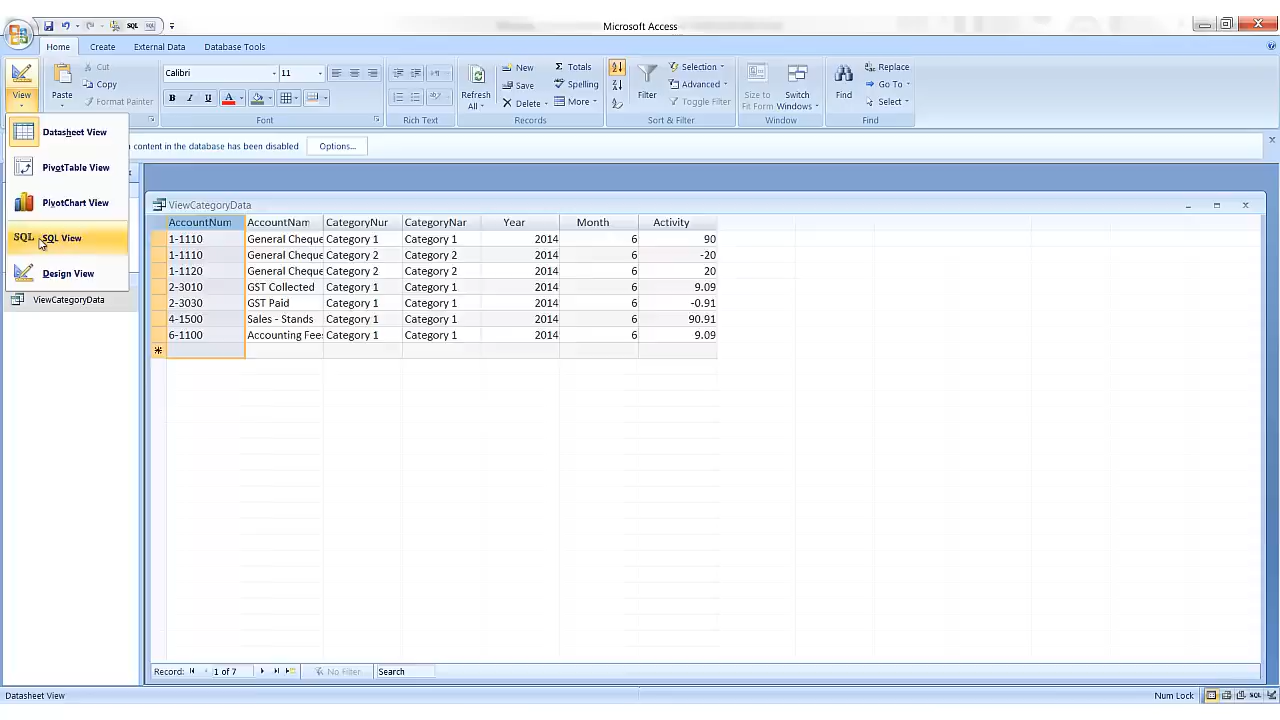 SQL
Microsoft Access
Home Create External Data Database Tools
View
Paste
Cut
Copy
Format Painter
Calibri 11
B I U A
Font
Rich Text
Refresh All
New
Save
Delete
Totals
Spelling
More
Records
Filter
Selection
Advanced
Toggle Filter
Sort & Filter
Size to Fit Form
Switch Windows
Window
Find
Replace
Go To
Select
Find
content in the database has been disabled Options...
Datasheet View
PivotTable View
PivotChart View
SQL SQL View
Design View
ViewCategoryData
ViewCategoryData
AccountNum AccountNam CategoryNur CategoryNar Year Month Activity
1-1110 General Cheque Category 1 Category 1 2014 6 90
1-1110 General Cheque Category 2 Category 2 2014 6 -20
1-1120 General Cheque Category 2 Category 2 2014 6 20
2-3010 GST Collected Category 1 Category 1 2014 6 9.09
2-3030 GST Paid Category 1 Category 1 2014 6 -0.91
4-1500 Sales - Stands Category 1 Category 1 2014 6 90.91
6-1100 Accounting Fees Category 1 Category 1 2014 6 9.09
Record: 1 of 7 No Filter Search
Datasheet View Num Lock SQL